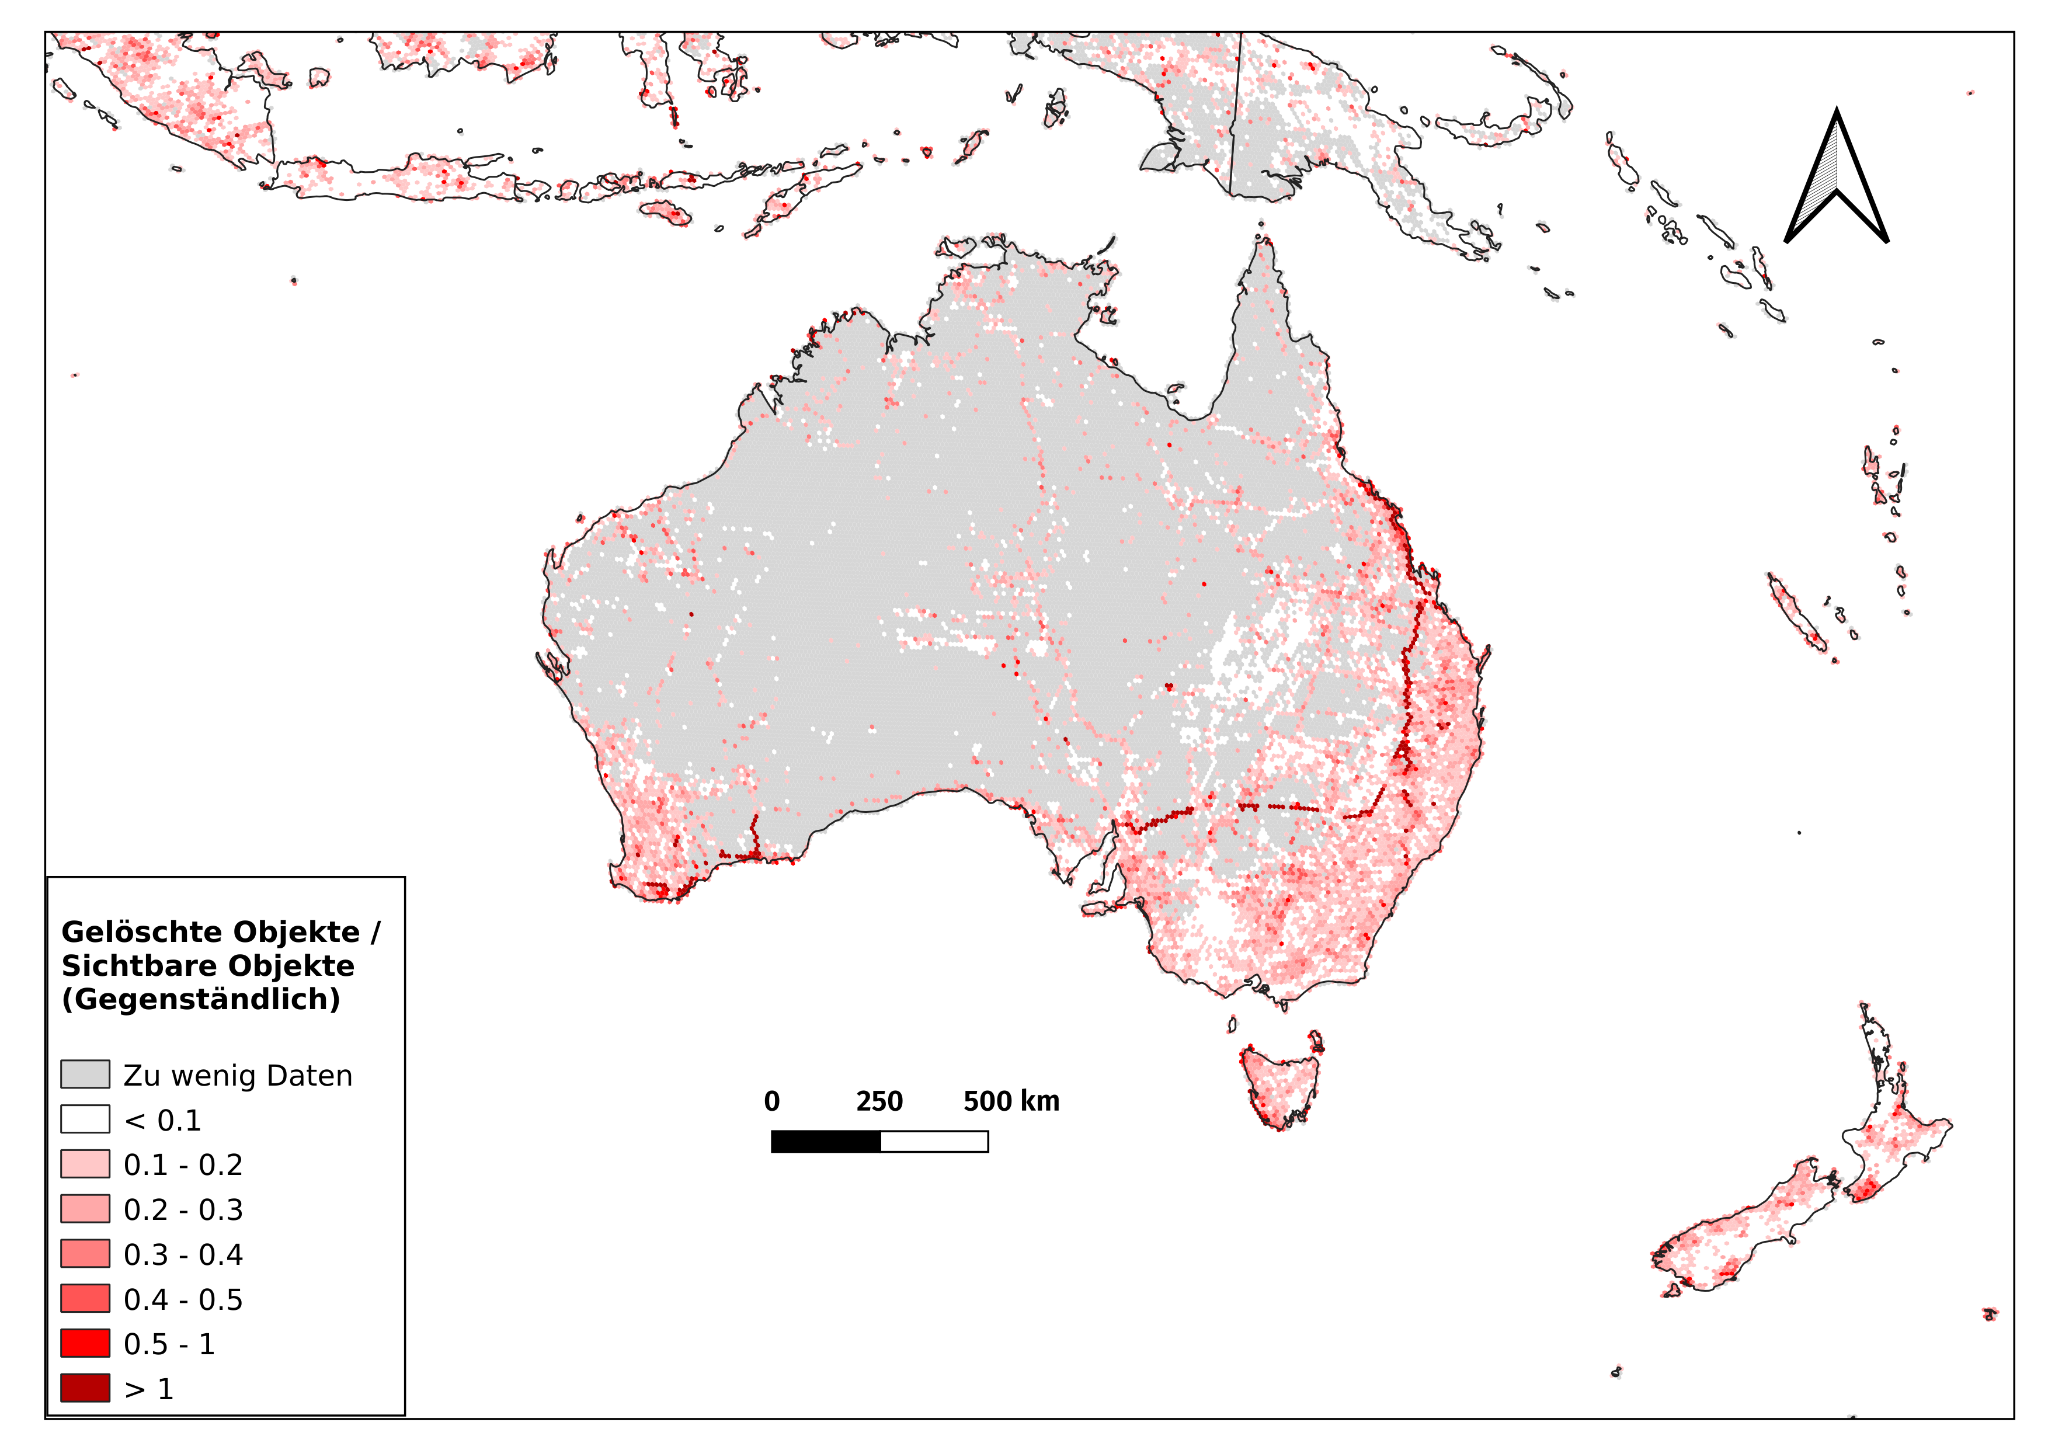 Gelöschte Objekte /
Sichtbare Objekte
(Gegenständlich)
Zu wenig Daten
< 0.1
0.1 - 0.2
0.2 - 0.3
0.3 - 0.4
0.4 - 0.5
0.5 - 1
> 1
0 250 500 km